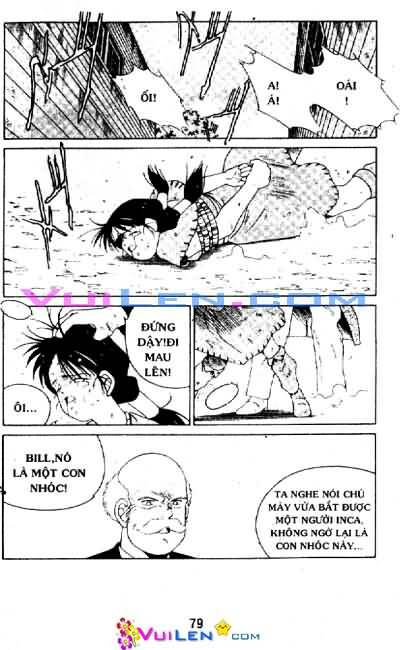 ỐI!
A!
Á!
OÁI
!
VUILEN.COM
ĐỨNG
DẬY!ĐI
MAU
LÊN!
ÔI...
BILL,NÓ
LÀ MỘT CON
NHÓC!
TA NGHE NÓI CHÚ
MÀY VỪA BẮT ĐƯỢC
MỘT NGƯỜI INCA,
KHÔNG NGỜ LẠI LÀ
CON NHÓC NÀY,..
79
VUILEN.COM